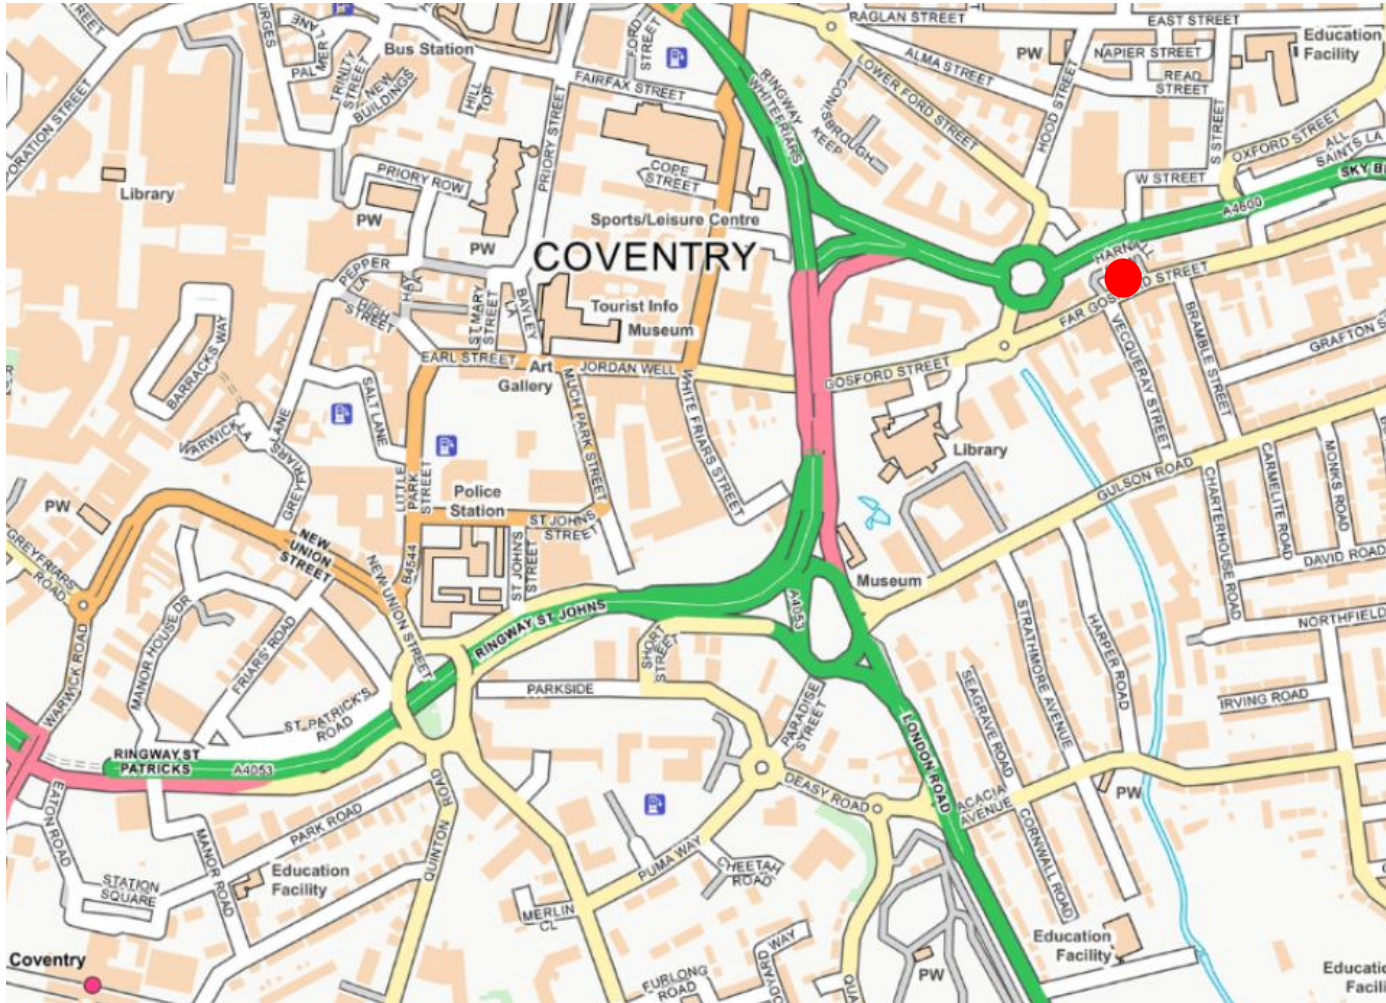 RAGLAN STREET
EAST STREET
Education
Facility
PW
NAPIER STREET
ALMA STREET
READ
STREET
Bus Station
TRINITY
STREET
NEW
BUILDINGS
HILL
TOP
FAIRFAX STREET
RINGWAY
WHITEFRIARS
LOWER FORD STREET
HOOD STREET
OXFORD STREET
ALL
SAINTS LA
PRIORY STREET
COPE
STREET
PRIORY ROW
Library
PW
W STREET
S STREET
A4600
Sports/Leisure Centre
PW
COVENTRY
PEPPER
LA
HAY
LA
HIGH
STREET
ST MARY
STREET
BAYLEY
LA
Tourist Info
Museum
EARL STREET
Art
Gallery
JORDAN WELL
GOSFORD STREET
VECQUERAY STREET
BRAMBLE STREET
BARRACKS WAY
SALT LANE
MUCH PARK STREET
WHITE FRIARS STREET
Library
GULSON ROAD
CARMELITE ROAD
MONKS ROAD
CHARTERHOUSE ROAD
DAVID ROAD
GREYFRIARS
LANE
LITTLE
PARK
STREET
Police
Station
ST JOHNS
STREET
ST JOHN'S
STREET
PW
GREYFRIARS
ROAD
NEW
UNION
STREET
NEW UNION STREET
B4544
Museum
A4053
RINGWAY ST JOHNS
SHORT
STREET
NORTHFIELD
WARWICK ROAD
MANOR HOUSE DR
FRIARS' ROAD
ST. PATRICK'S
ROAD
PARKSIDE
PARADISE
STREET
LONDON ROAD
SEAGRAVE ROAD
STRATHMORE AVENUE
HARPER ROAD
IRVING ROAD
RINGWAY ST
PATRICKS
A4053
EATON ROAD
MANOR ROAD
PARK ROAD
QUINTON
ROAD
DEASY ROAD
ACACIA
AVENUE
PW
CORNWALL ROAD
PUMA WAY
CHEETAH
ROAD
MERLIN
CL
STATION
SQUARE
Education
Facility
Coventry
FURLONG
ROAD
WAY
PW
Education
Facility